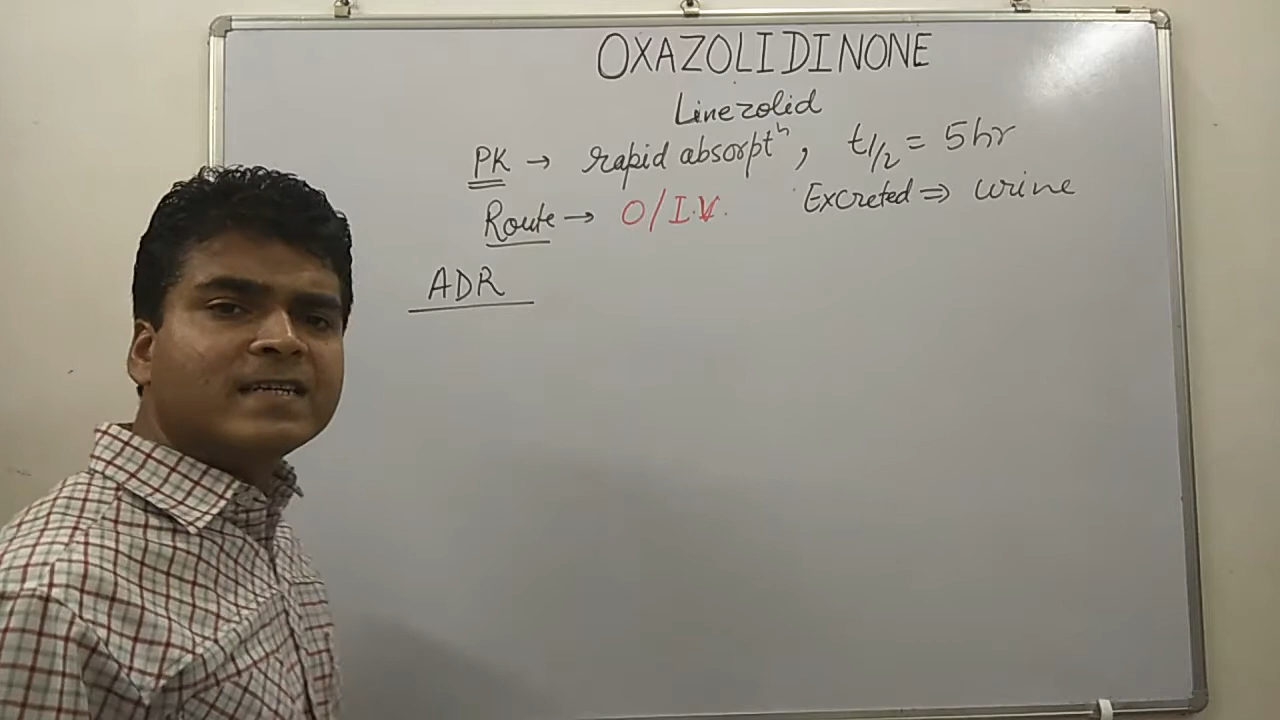 OXAZOLIDINONE
Linezolid
PK → rapid absorptⁿ, t1/2 = 5hr
Route → O/I.V. Excreted ⇒ urine
ADR